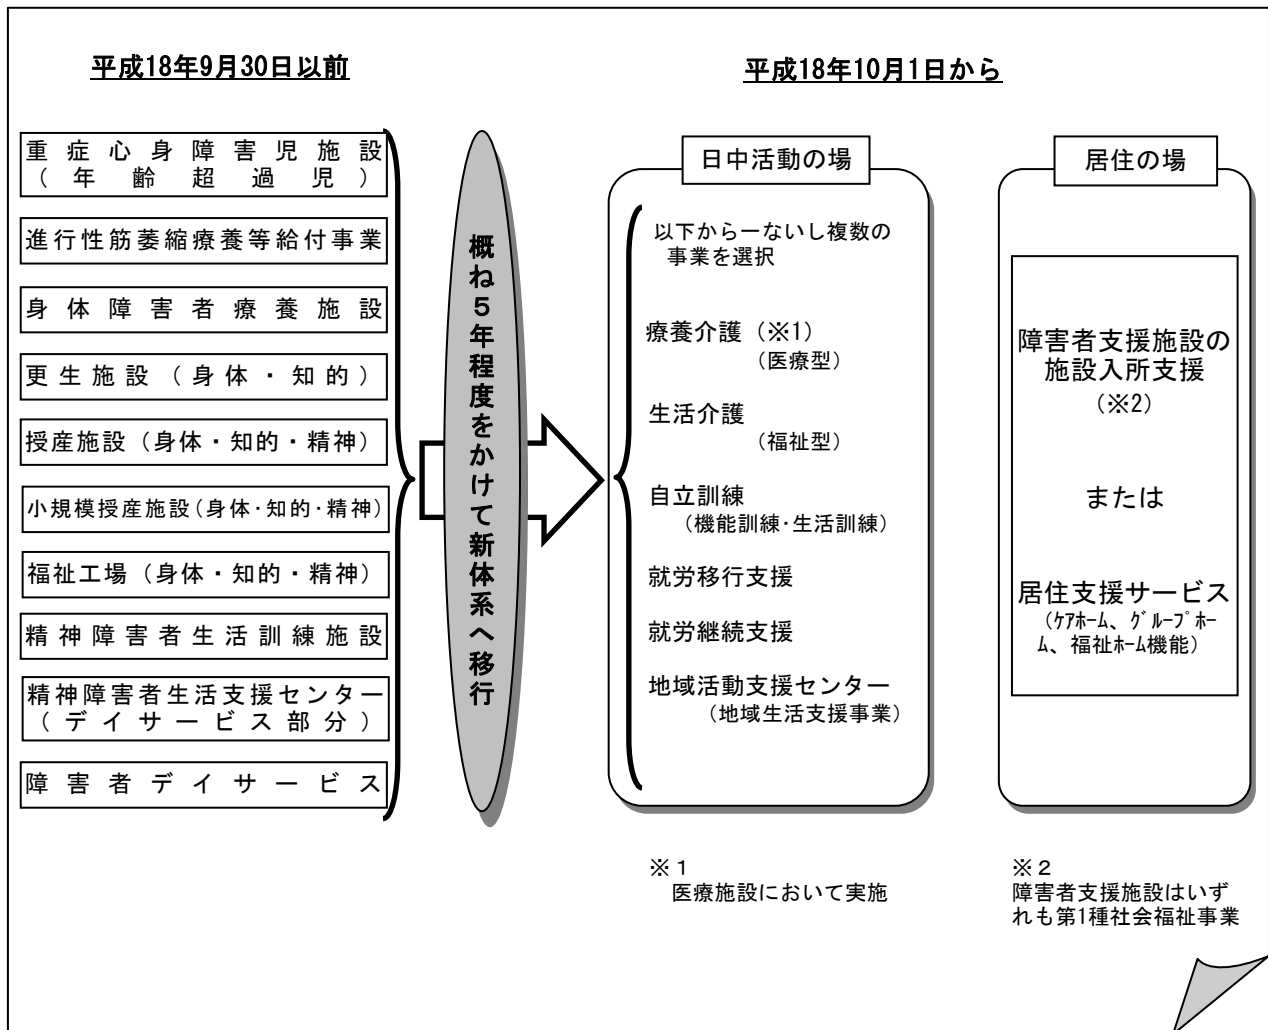 平成18年9月30日以前
重症心身障害児施設
（年齢超過児）
進行性筋萎縮療養等給付事業
身体障害者療養施設
更生施設（身体・知的）
授産施設（身体・知的・精神）
小規模授産施設(身体・知的・精神)
福祉工場（身体・知的・精神）
精神障害者生活訓練施設
精神障害者生活支援センター
（デイサービス部分）
障害者デイサービス
概ね５年程度をかけて新体系へ移行
平成18年10月1日から
日中活動の場
以下から一ないし複数の
事業を選択
療養介護（※1）
（医療型）
生活介護
（福祉型）
自立訓練
（機能訓練・生活訓練）
就労移行支援
就労継続支援
地域活動支援センター
（地域生活支援事業）
※１
医療施設において実施
居住の場
障害者支援施設の
施設入所支援
（※2）
または
居住支援サービス
（ｹｱﾎｰﾑ、ｸﾞﾙｰﾌﾟﾎｰ
ﾑ、福祉ﾎｰﾑ機能）
※２
障害者支援施設はいず
れも第1種社会福祉事業